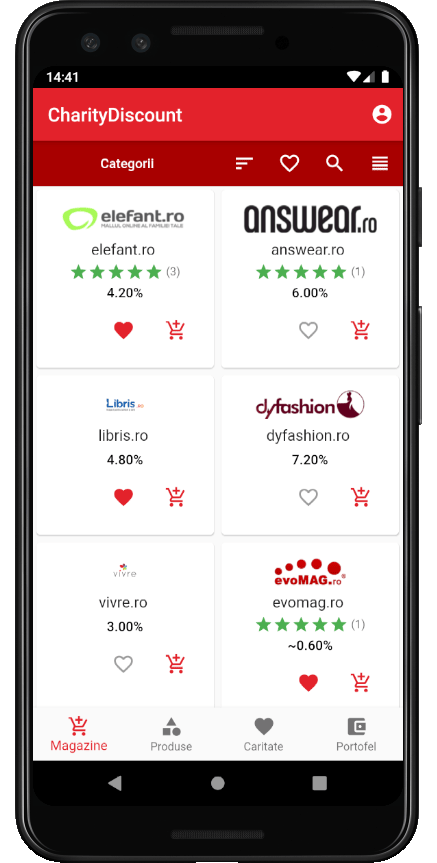 14:41
CharityDiscount
Categorii
elefant.ro
MALLUL ONLINE AL FAMILIEI TALE
elefant.ro
(3)
4.20%
answear.ro
answear.ro
(1)
6.00%
Libris.ro
libris.ro
4.80%
dyfashion
dyfashion.ro
7.20%
vivre
vivre.ro
3.00%
evoMAG.ro
evomag.ro
(1)
~0.60%
Magazine
Produse
Caritate
Portofel